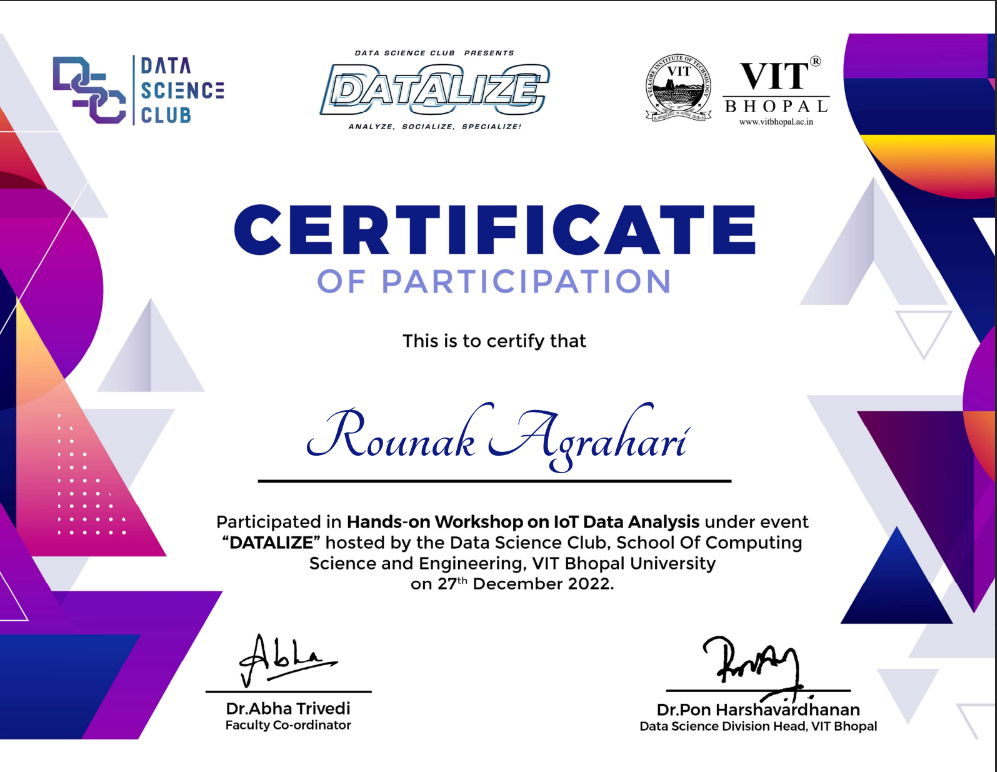 DATA
SCIENCE
CLUB
DATA SCIENCE CLUB PRESENTS
DATALIZE
ANALYZE, SOCIALIZE, SPECIALIZE!
VELLORE INSTITUTE OF TECHNOLOGY
VIT
VIT®
BHOPAL
www.vitbhopal.ac.in
CERTIFICATE
OF PARTICIPATION
This is to certify that
Rounak Agrahari
Participated in Hands-on Workshop on IoT Data Analysis under event
“DATALIZE” hosted by the Data Science Club, School Of Computing
Science and Engineering, VIT Bhopal University
on 27th December 2022.
Abha
Dr.Abha Trivedi
Faculty Co-ordinator
Dr.Pon Harshavardhanan
Data Science Division Head, VIT Bhopal